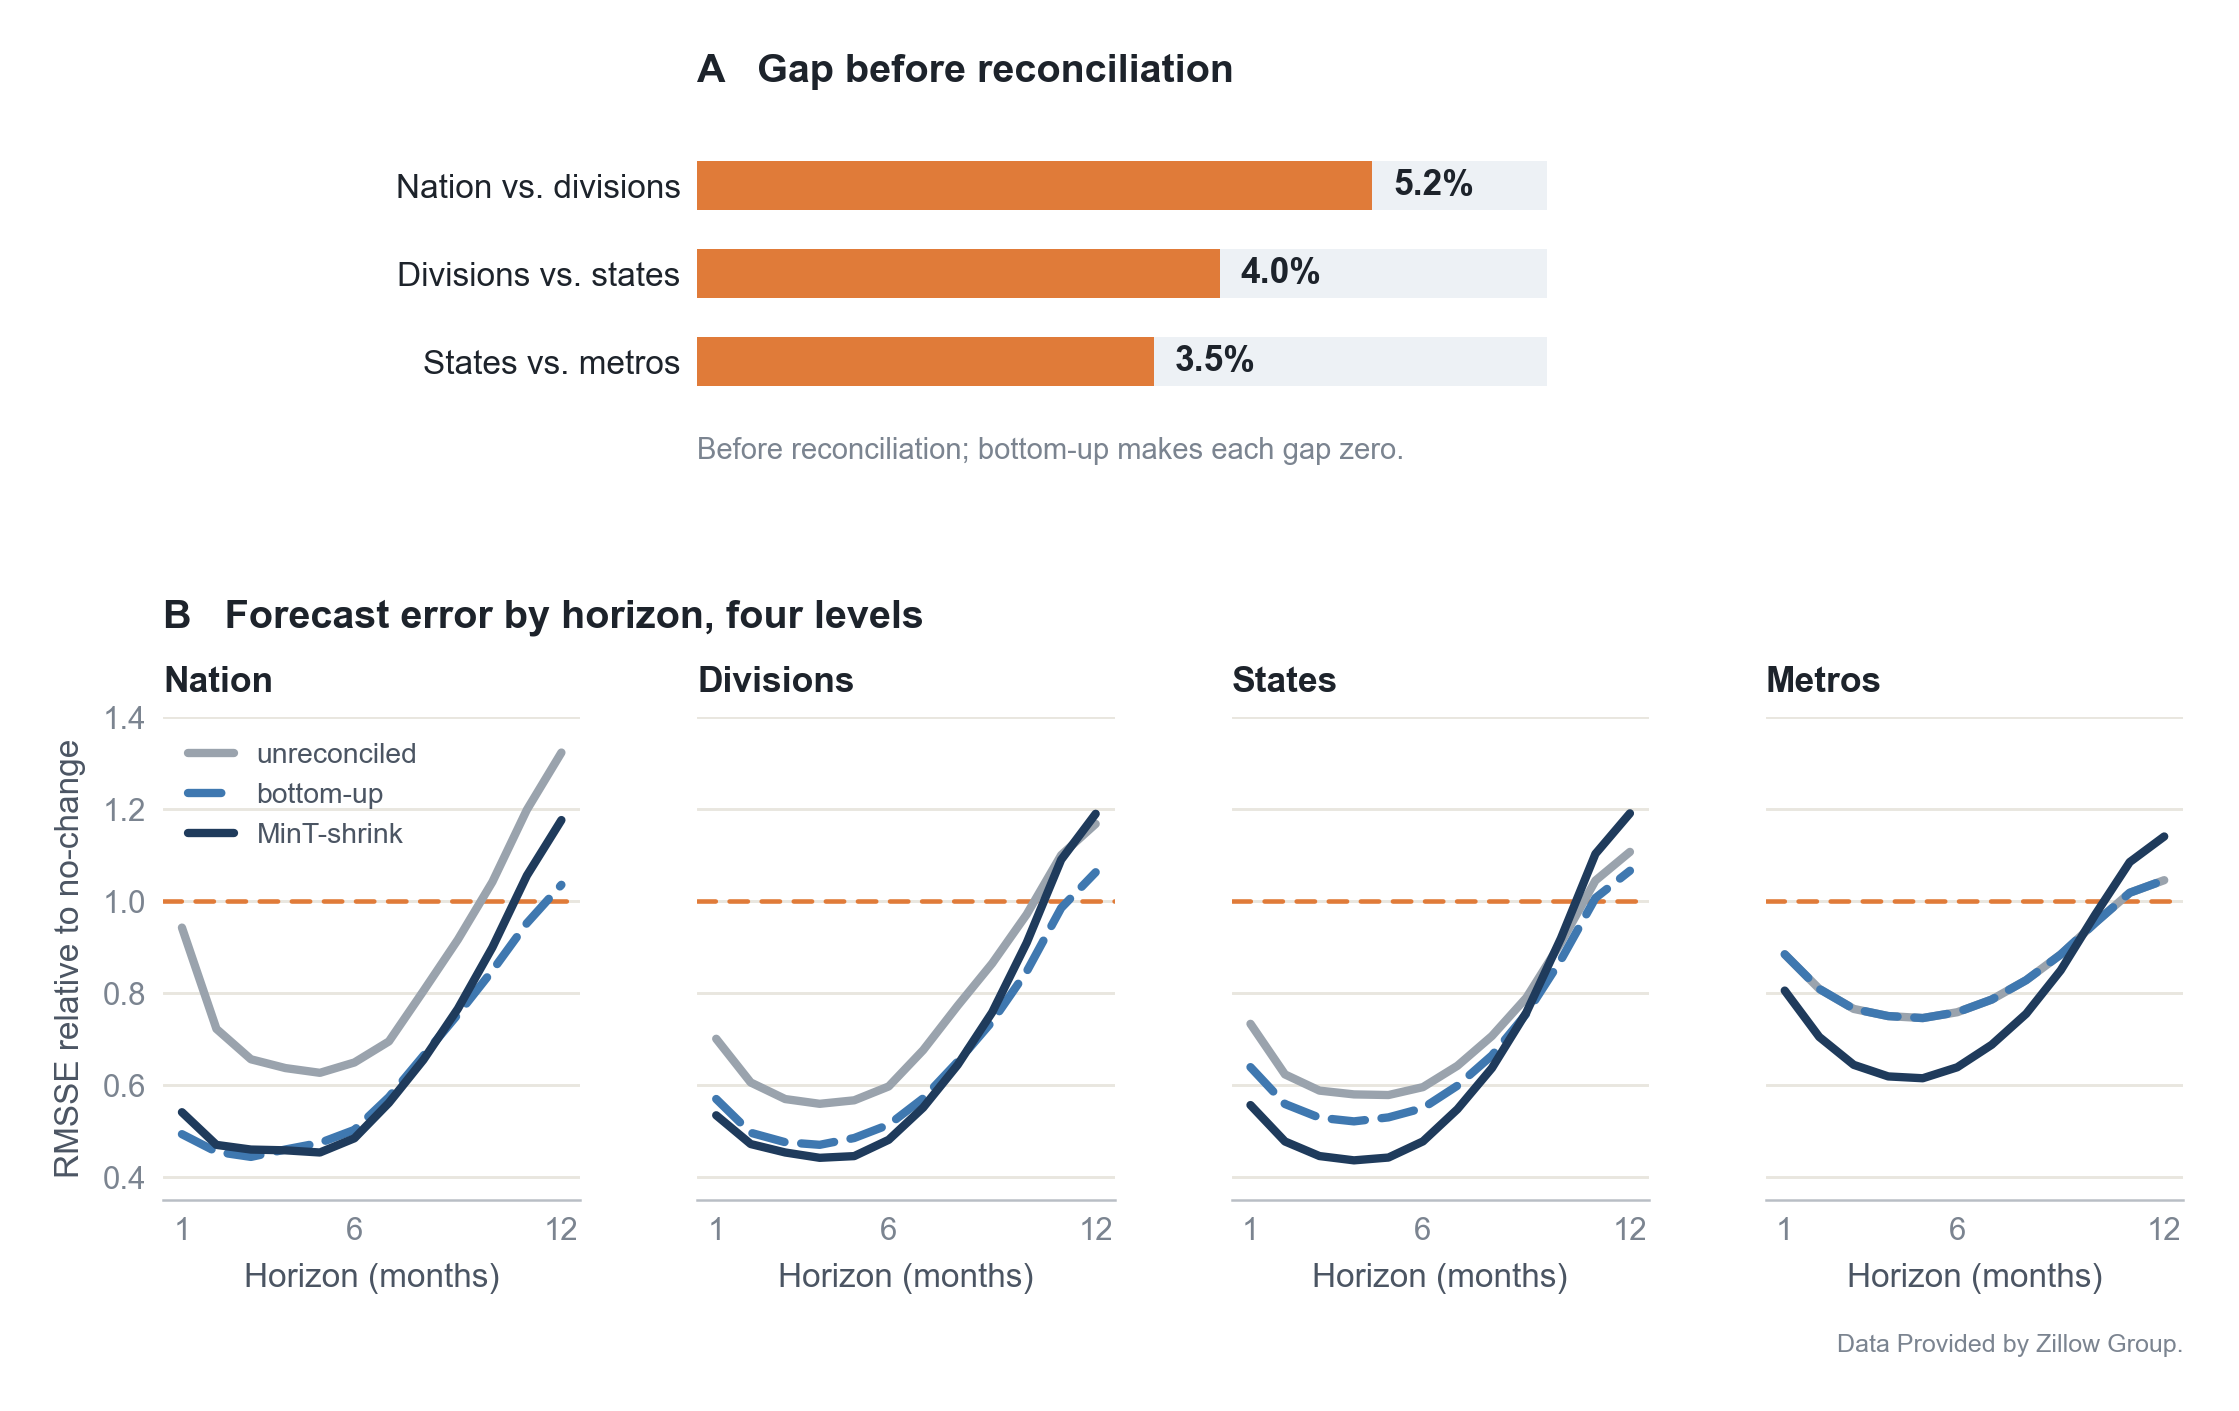 A Gap before reconciliation
Nation vs. divisions 5.2%
Divisions vs. states 4.0%
States vs. metros 3.5%
Before reconciliation; bottom-up makes each gap zero.
B Forecast error by horizon, four levels
Nation Divisions States Metros
RMSSE relative to no-change
1.4
1.2
1.0
0.8
0.6
0.4
unreconciled
bottom-up
MinT-shrink
1 6 12 1 6 12 1 6 12 1 6 12
Horizon (months) Horizon (months) Horizon (months) Horizon (months)
Data Provided by Zillow Group.